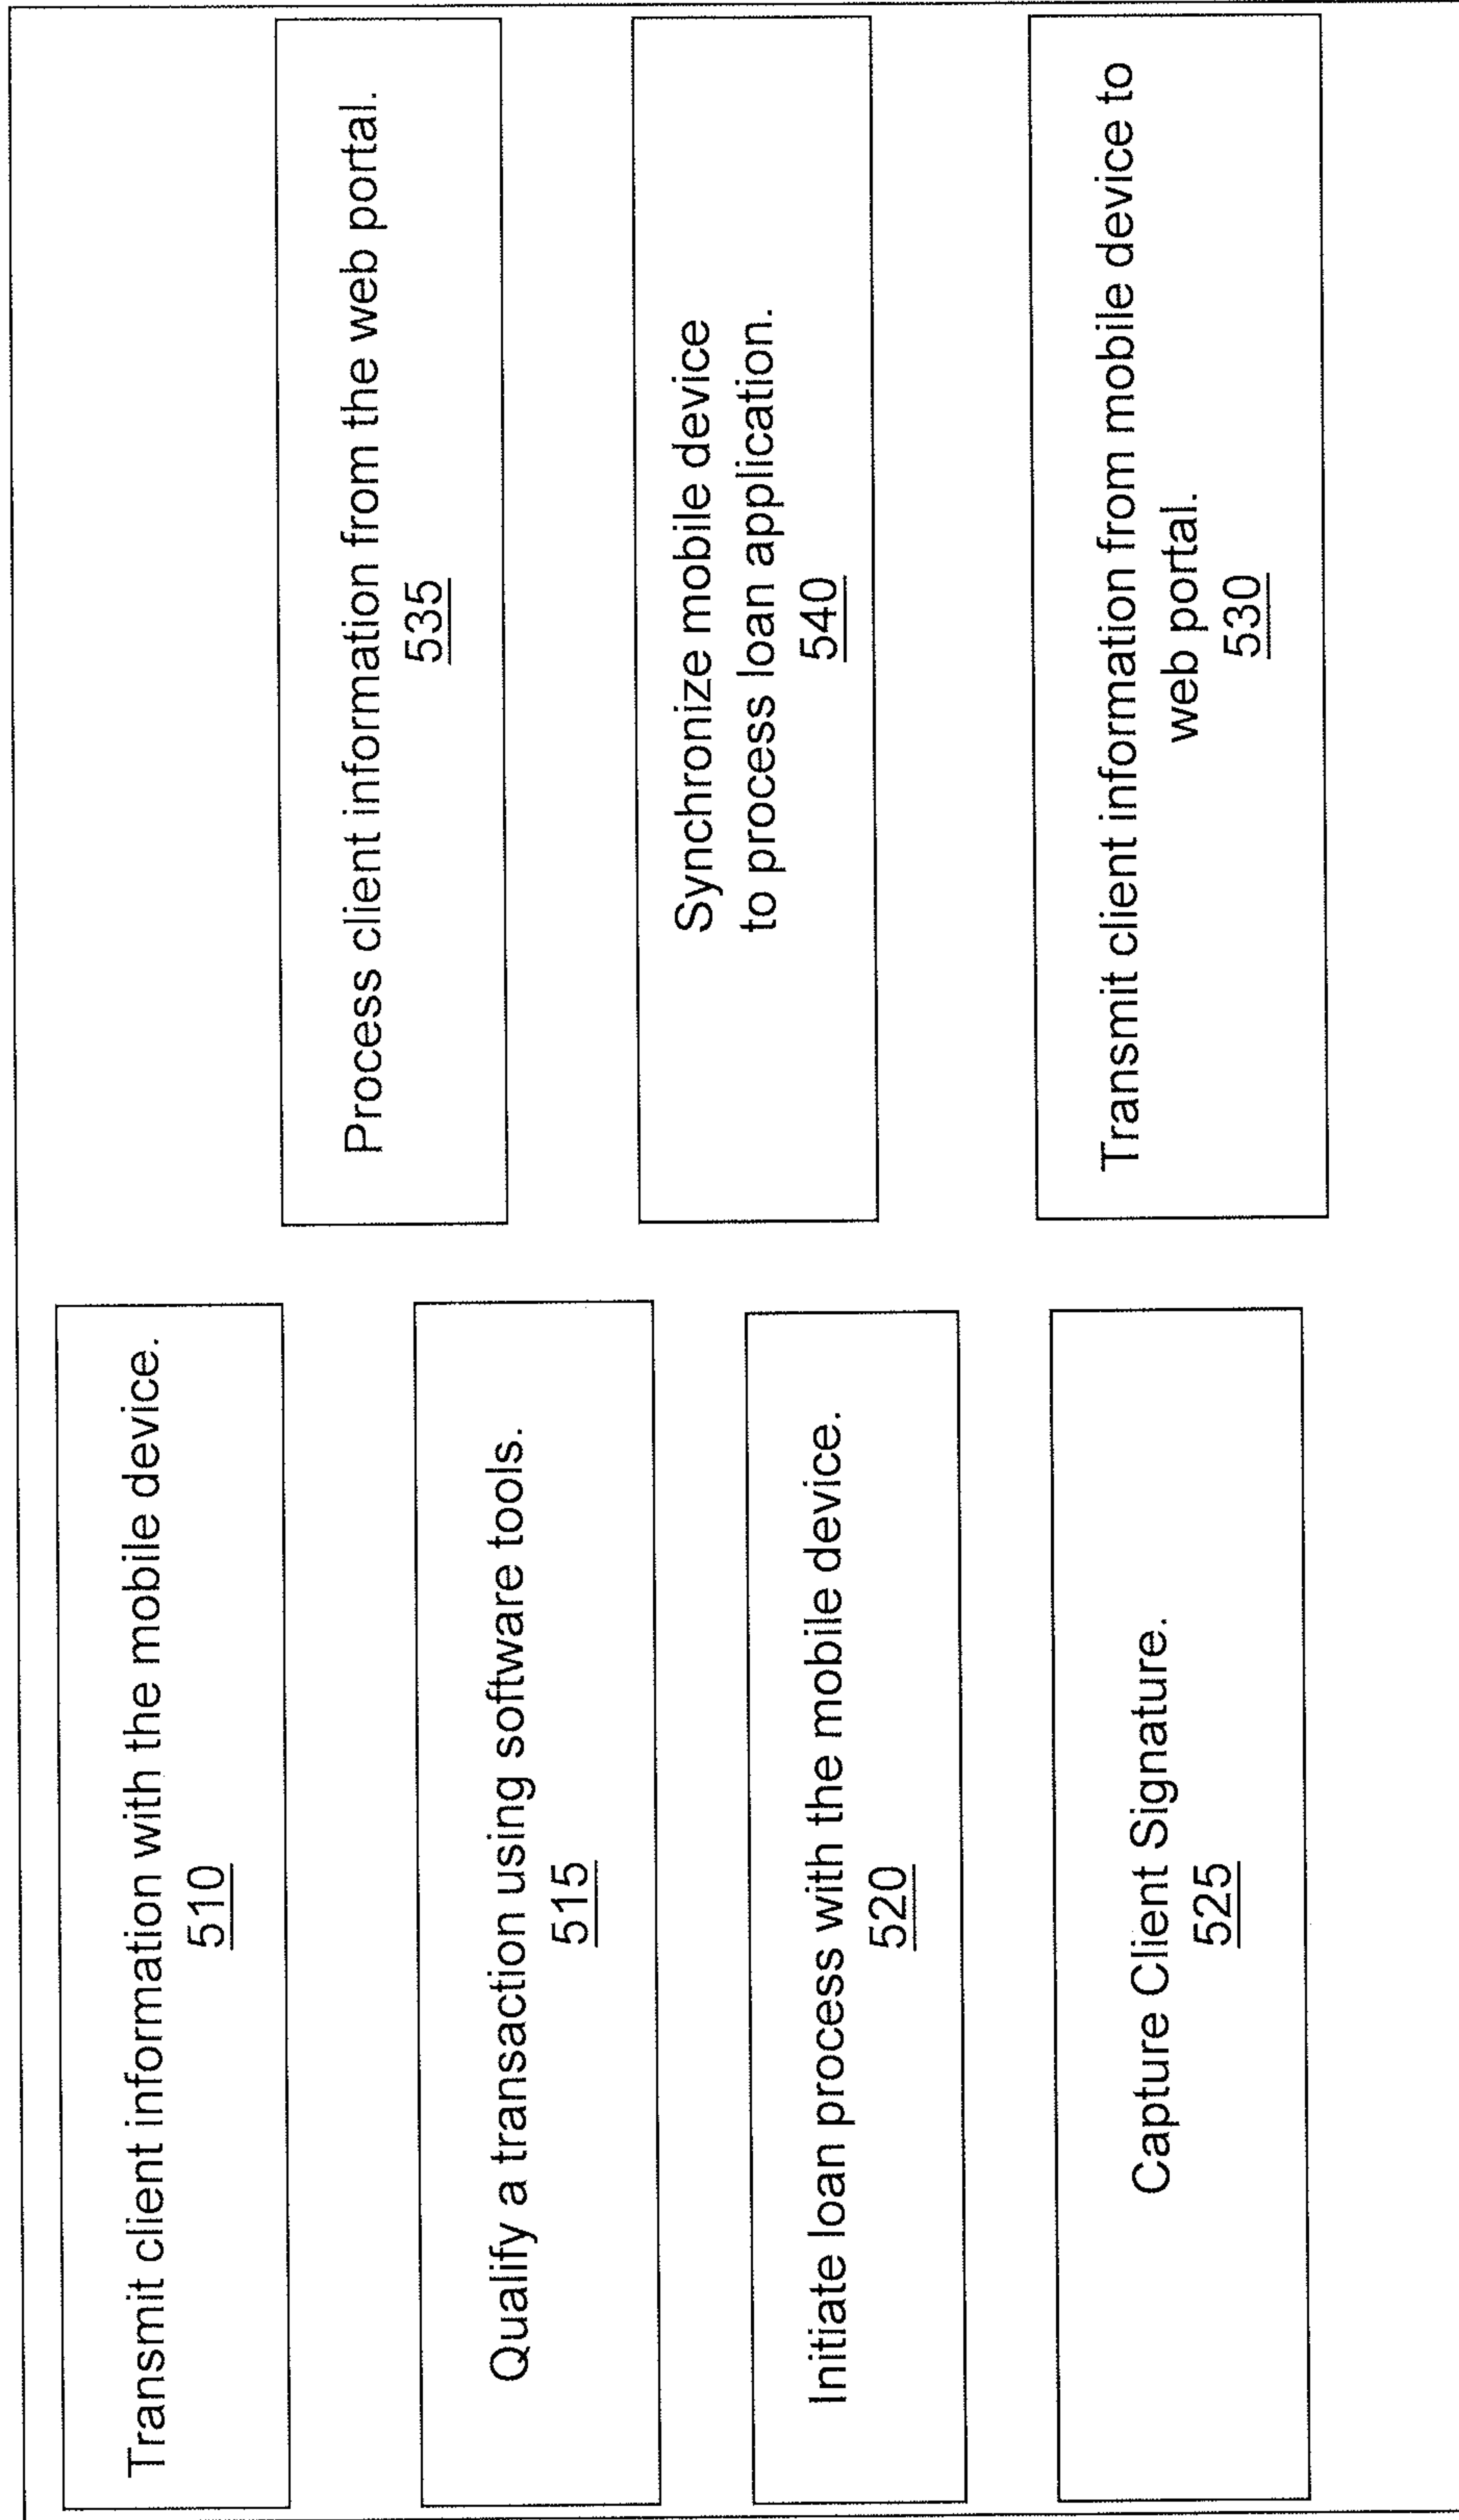 Transmit client information with the mobile device.
510
Qualify a transaction using software tools.
515
Initiate loan process with the mobile device.
520
Capture Client Signature.
525
Process client information from the web portal.
535
Synchronize mobile device
to process loan application.
540
Transmit client information from mobile device to
web portal.
530